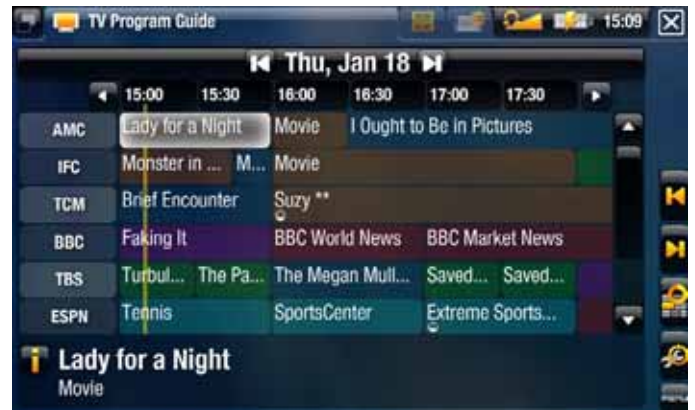 TV Program Guide 15:09
Thu, Jan 18
15:00 15:30 16:00 16:30 17:00 17:30
AMC Lady for a Night Movie I Ought to Be in Pictures
IFC Monster in ... M... Movie
TCM Brief Encounter Suzy **
BBC Faking It BBC World News BBC Market News
TBS Turbul... The Pa... The Megan Mull... Saved... Saved...
ESPN Tennis SportsCenter Extreme Sports...
Lady for a Night
Movie